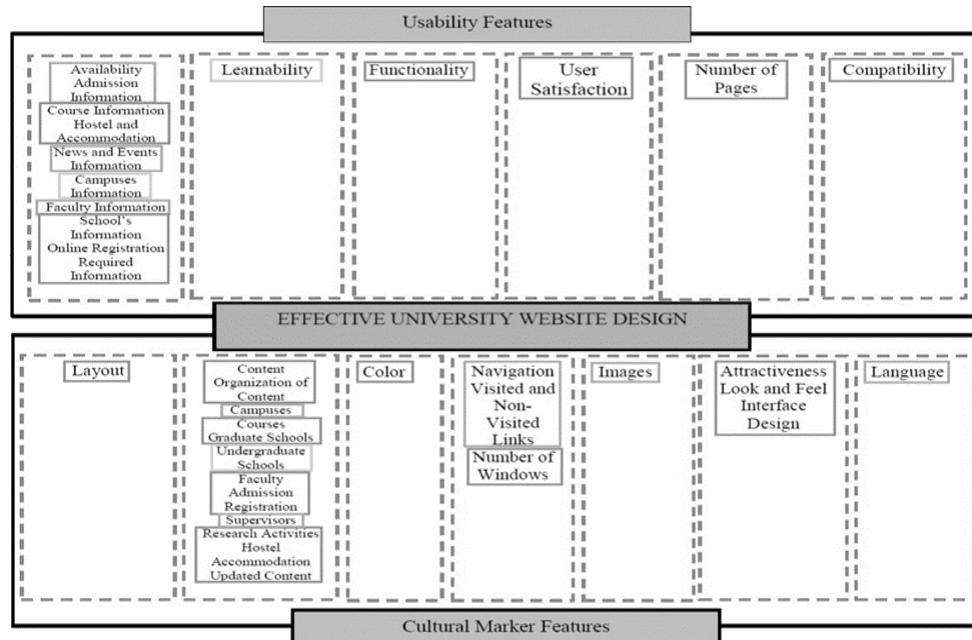 Usability Features
Availability
Admission
Information
Course Information
Hostel and
Accommodation
News and Events
Information
Campuses
Information
Faculty Information
School's
Information
Online Registration
Required
Information
Learnability
Functionality
User
Satisfaction
Number of
Pages
Compatibility
EFFECTIVE UNIVERSITY WEBSITE DESIGN
Layout
Content
Organization of
Content
Campuses
Courses
Graduate Schools
Undergraduate
Schools
Faculty
Admission
Registration
Supervisors
Research Activities
Hostel
Accommodation
Updated Content
Color
Navigation
Visited and
Non-
Visited
Links
Number of
Windows
Images
Attractiveness
Look and Feel
Interface
Design
Language
Cultural Marker Features